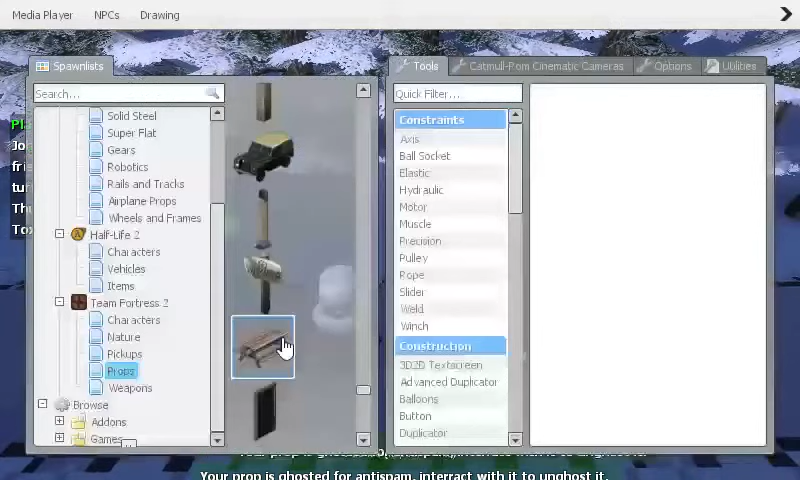 Media Player
NPCs
Drawing
Spawnlists
Search...
Solid Steel
Super Flat
Gears
Robotics
Rails and Tracks
Airplane Props
Wheels and Frames
Half-Life 2
Characters
Vehicles
Items
Team Fortress 2
Characters
Nature
Pickups
Props
Weapons
Browse
Addons
Games
Tools
Catmull-Rom Cinematic Cameras
Options
Utilities
Quick Filter...
Constraints
Axis
Ball Socket
Elastic
Hydraulic
Motor
Muscle
Precision
Pulley
Rope
Slider
Weld
Winch
Construction
3D2D Textscreen
Advanced Duplicator
Balloons
Button
Duplicator
Your prop is ghosted for antispam, interract with it to unghost it.